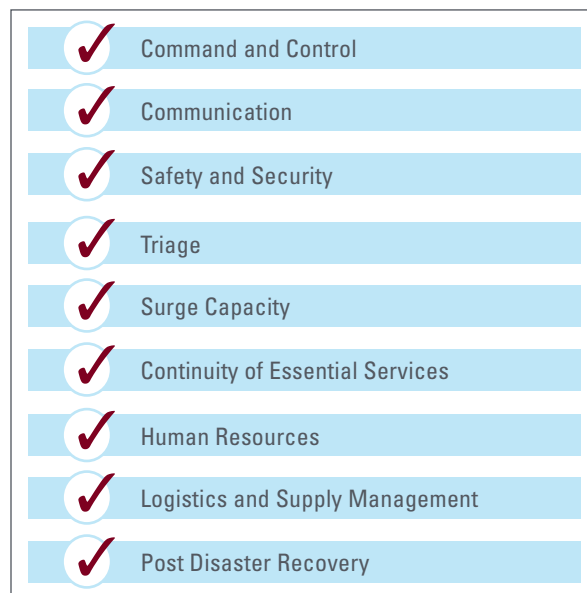 Command and Control
Communication
Safety and Security
Triage
Surge Capacity
Continuity of Essential Services
Human Resources
Logistics and Supply Management
Post Disaster Recovery